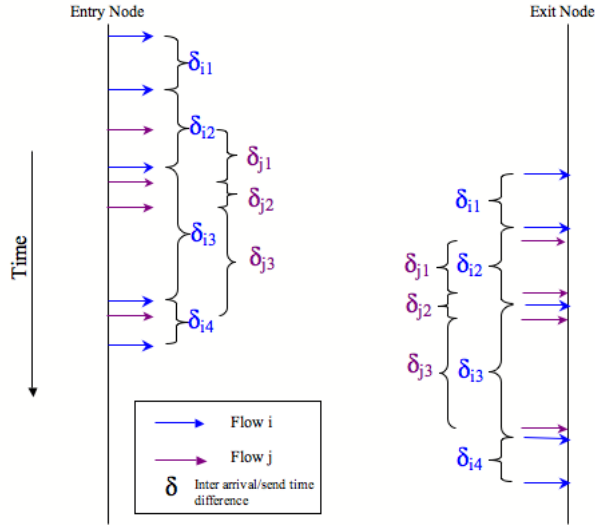 Entry Node
Exit Node
δi1
δi2
δj1
δj2
δi3
δj3
δi4
Time
δi1
δj1
δi2
δj2
δj3
δi3
δi4
Flow i
Flow j
δ Inter arrival/send time
difference